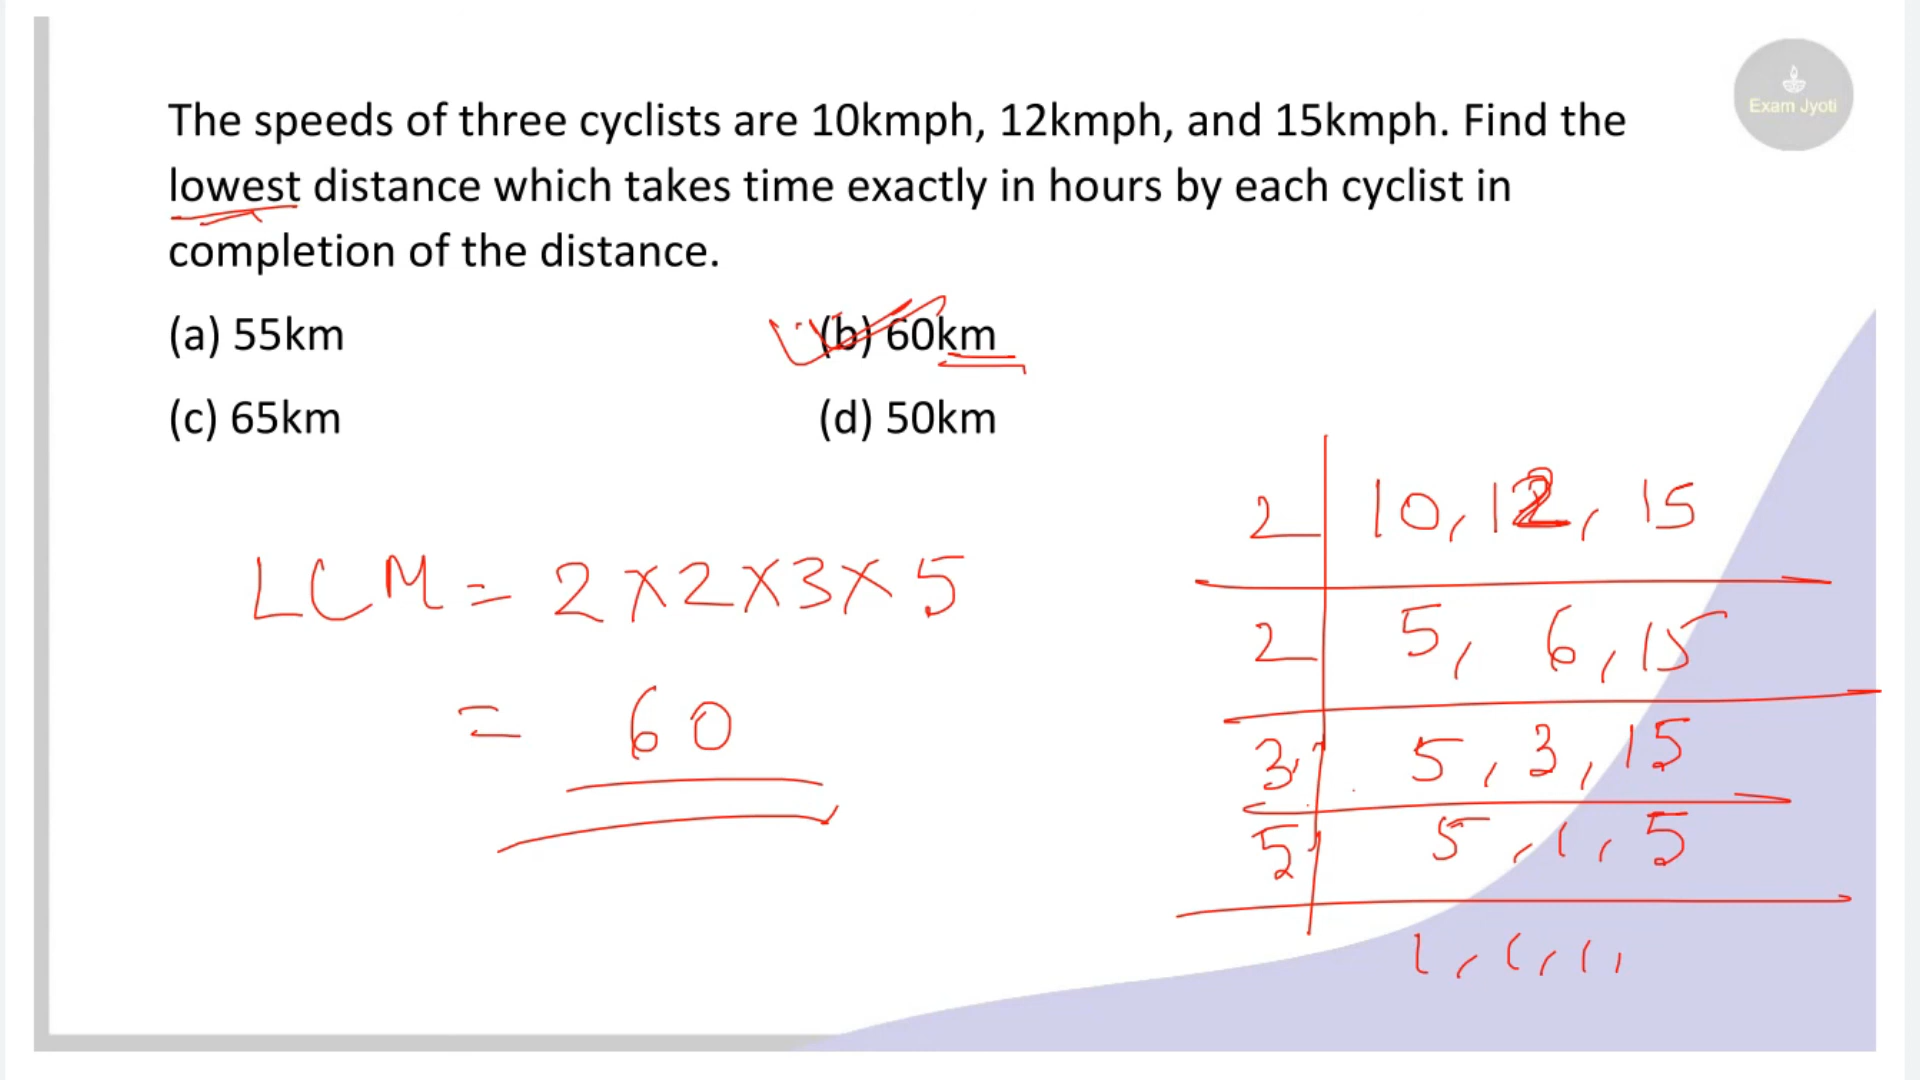 Exam Jyoti
The speeds of three cyclists are 10kmph, 12kmph, and 15kmph. Find the
lowest distance which takes time exactly in hours by each cyclist in
completion of the distance.
(a) 55km (b) 60km
(c) 65km (d) 50km
LCM = 2 X 2 X 3 X 5
= 60
2 10, 12, 15
2 5, 6, 15
3 5, 3, 15
5 5, 1, 5
1, 1, 1,